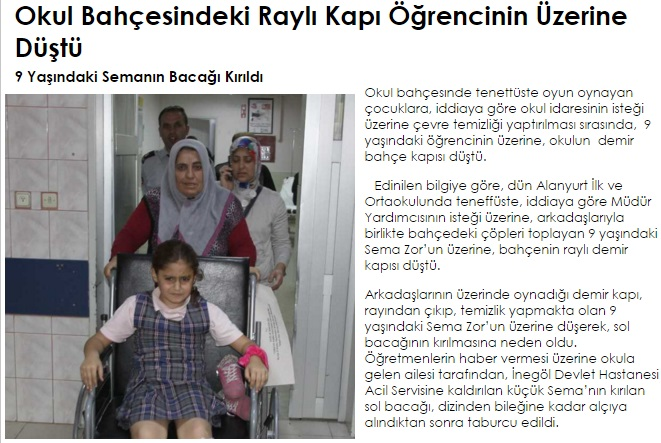 Okul Bahçesindeki Raylı Kapı Öğrencinin Üzerine
Düştü
9 Yaşındaki Semanın Bacağı Kırıldı
Okul bahçesinde teneffüste oyun oynayan
çocuklara, iddiaya göre okul idaresinin isteği
üzerine çevre temizliği yaptırılması sırasında,  9
yaşındaki öğrencinin üzerine, okulun  demir
bahçe kapısı düştü.
Edinilen bilgiye göre, dün Alanyurt İlk ve
Ortaokulunda teneffüste, iddiaya göre Müdür
Yardımcısının isteği üzerine, arkadaşlarıyla
birlikte bahçedeki çöpleri toplayan 9 yaşındaki
Sema Zor’un üzerine, bahçenin raylı demir
kapısı düştü.
Arkadaşlarının üzerinde oynadığı demir kapı,
rayından çıkıp, temizlik yapmakta olan 9
yaşındaki Sema Zor’un üzerine düşerek, sol
bacağının kırılmasına neden oldu.
Öğretmenlerin haber vermesi üzerine okula
gelen ailesi tarafından, İnegöl Devlet Hastanesi
Acil Servisine kaldırılan küçük Sema’nın kırılan
sol bacağı, dizinden bileğine kadar alçıya
alındıktan sonra taburcu edildi.